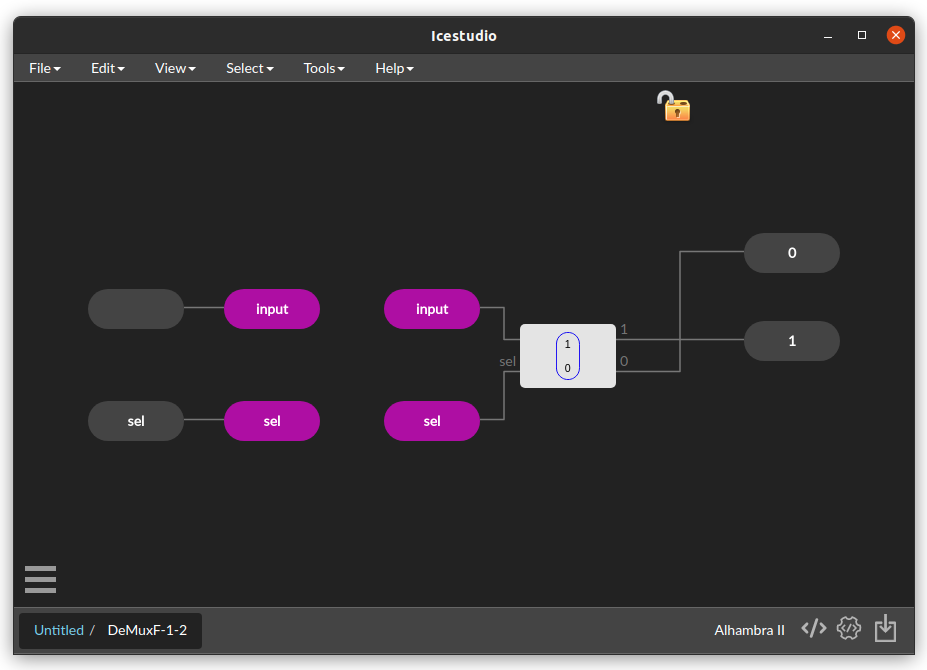 Icestudio
File Edit View Select Tools Help
0
input input
1
1
1
sel
0
0
sel sel sel
Untitled / DeMuxF-1-2
Alhambra II </>